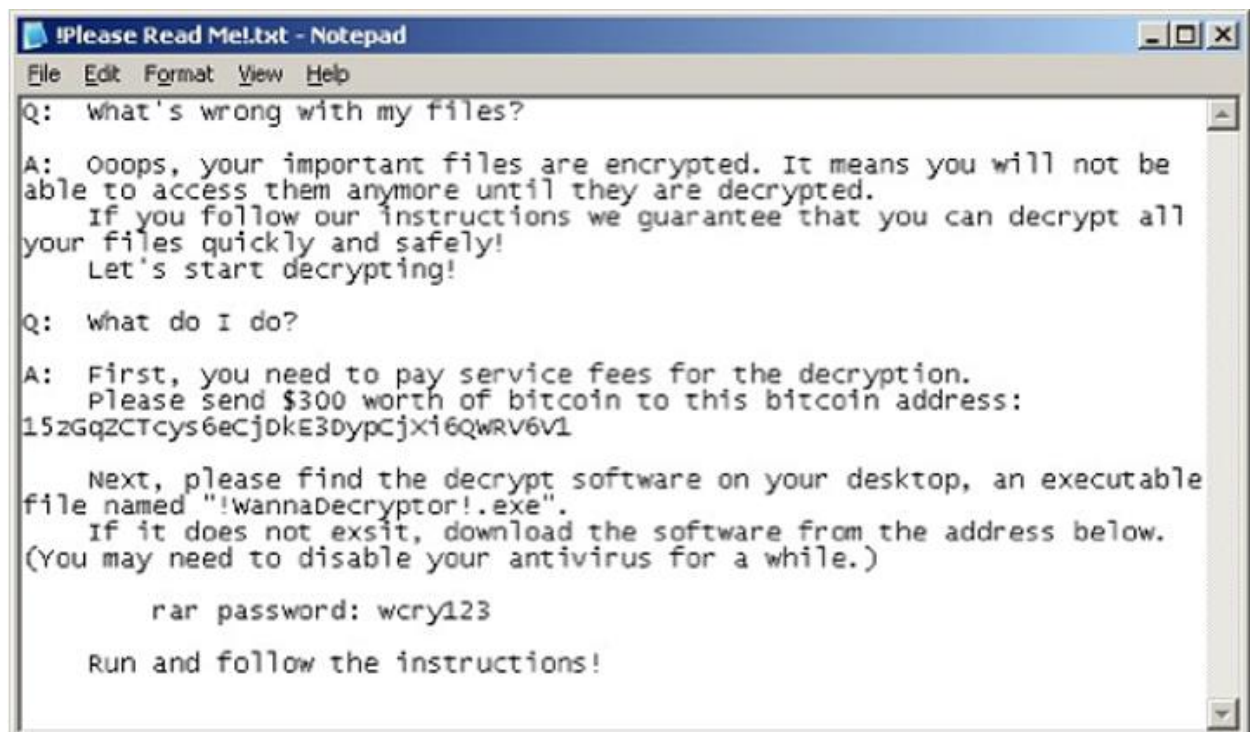 !Please Read Me!.txt - Notepad
File Edit Format View Help
Q: What's wrong with my files?
A: Ooops, your important files are encrypted. It means you will not be
able to access them anymore until they are decrypted.
If you follow our instructions we guarantee that you can decrypt all
your files quickly and safely!
Let's start decrypting!
Q: What do I do?
A: First, you need to pay service fees for the decryption.
Please send $300 worth of bitcoin to this bitcoin address:
15zGqZCTcys6eCjDkE3DypCjXi6QWRV6V1
Next, please find the decrypt software on your desktop, an executable
file named "!WannaDecryptor!.exe".
If it does not exsit, download the software from the address below.
(You may need to disable your antivirus for a while.)
rar password: wcry123
Run and follow the instructions!